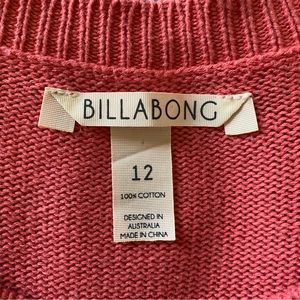 BILLABONG
12
100% COTTON
DESIGNED IN
AUSTRALIA
MADE IN CHINA